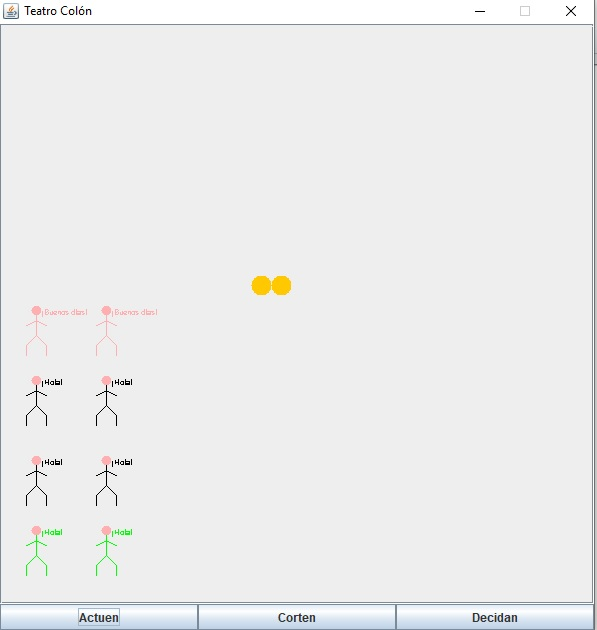 Teatro Colón
¡Buenos días! ¡Buenos días!
¡Hola! ¡Hola!
¡Hola! ¡Hola!
¡Hola! ¡Hola!
Actuen Corten Decidan